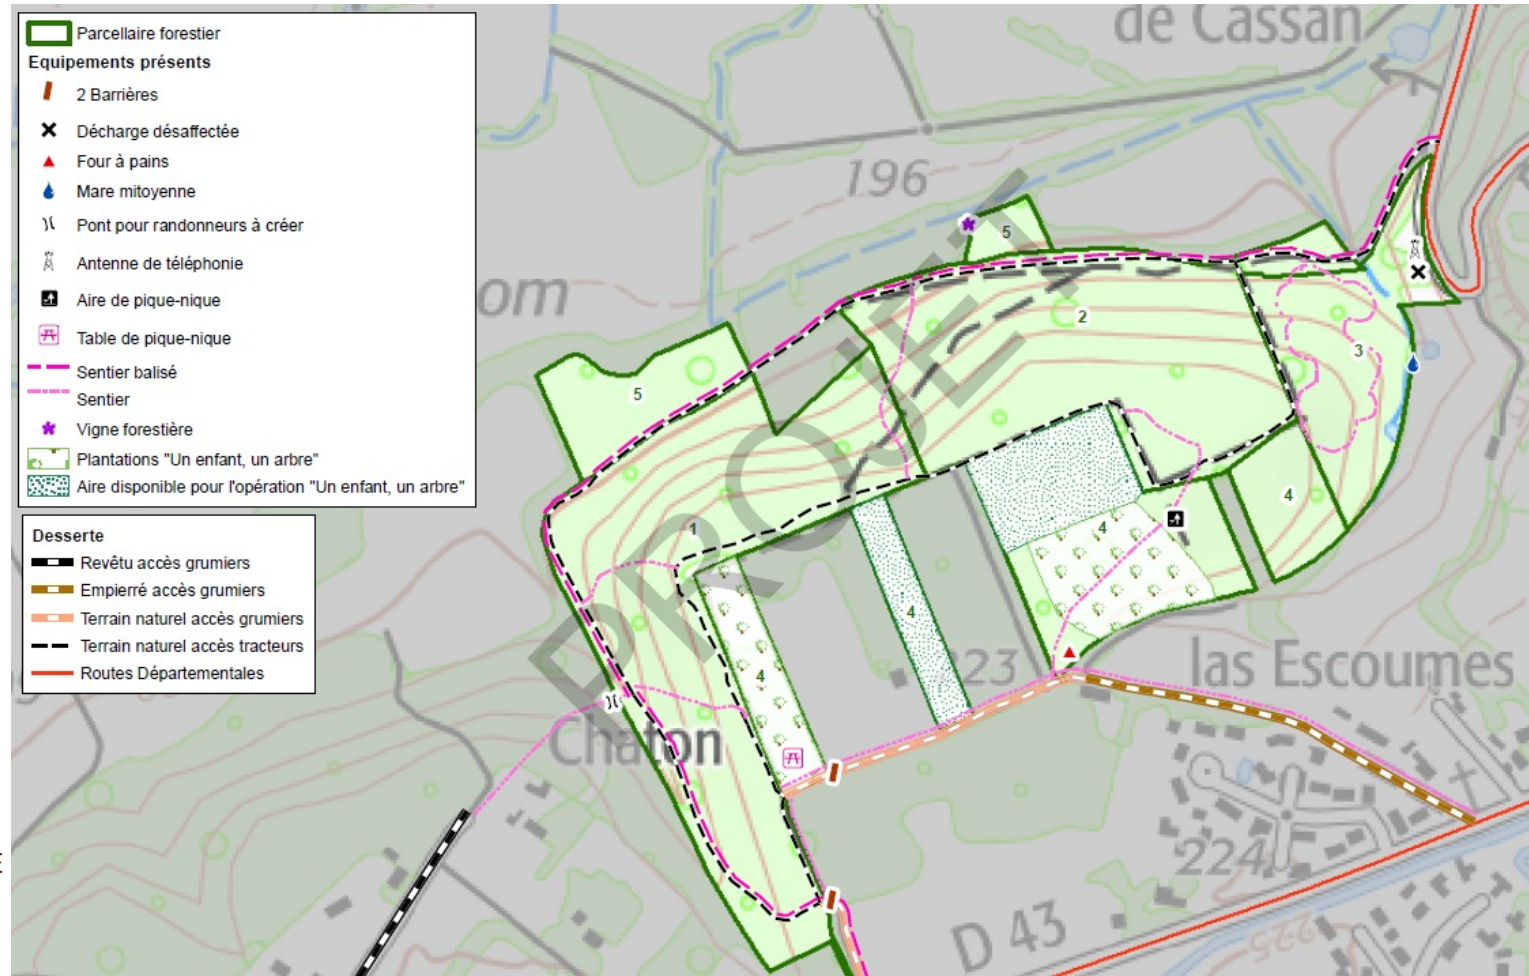 Parcellaire forestier
Equipements présents
2 Barrières
Décharge désaffectée
Four à pains
Mare mitoyenne
Pont pour randonneurs à créer
Antenne de téléphonie
Aire de pique-nique
Table de pique-nique
Sentier balisé
Sentier
Vigne forestière
Plantations "Un enfant, un arbre"
Aire disponible pour l'opération "Un enfant, un arbre"
Desserte
Revêtu accès grumiers
Empierré accès grumiers
Terrain naturel accès grumiers
Terrain naturel accès tracteurs
Routes Départementales
de Cassan
196
om
5
2
3
5
4
1
4
4
4
PROJET
223
las Escoumes
Chaton
224
D 43
225
E